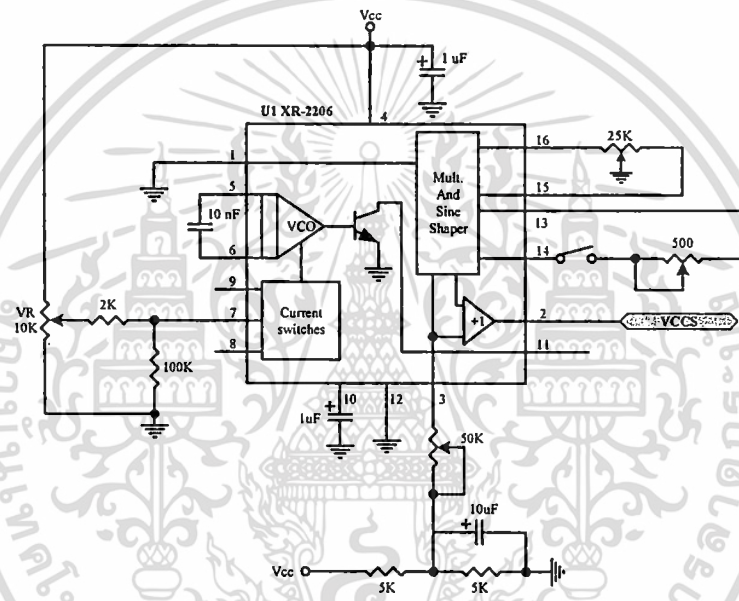 Vcc
1 uF
U1 XR-2206
4
1
16
25K
5
Mult.
And
Sine
Shaper
15
10 nF
VCO
13
6
14
500
9
VR
10K
2K
7
Current
switches
+1
2
VCCS
100K
8
11
10
12
3
1uF
50K
10uF
Vcc
5K
5K